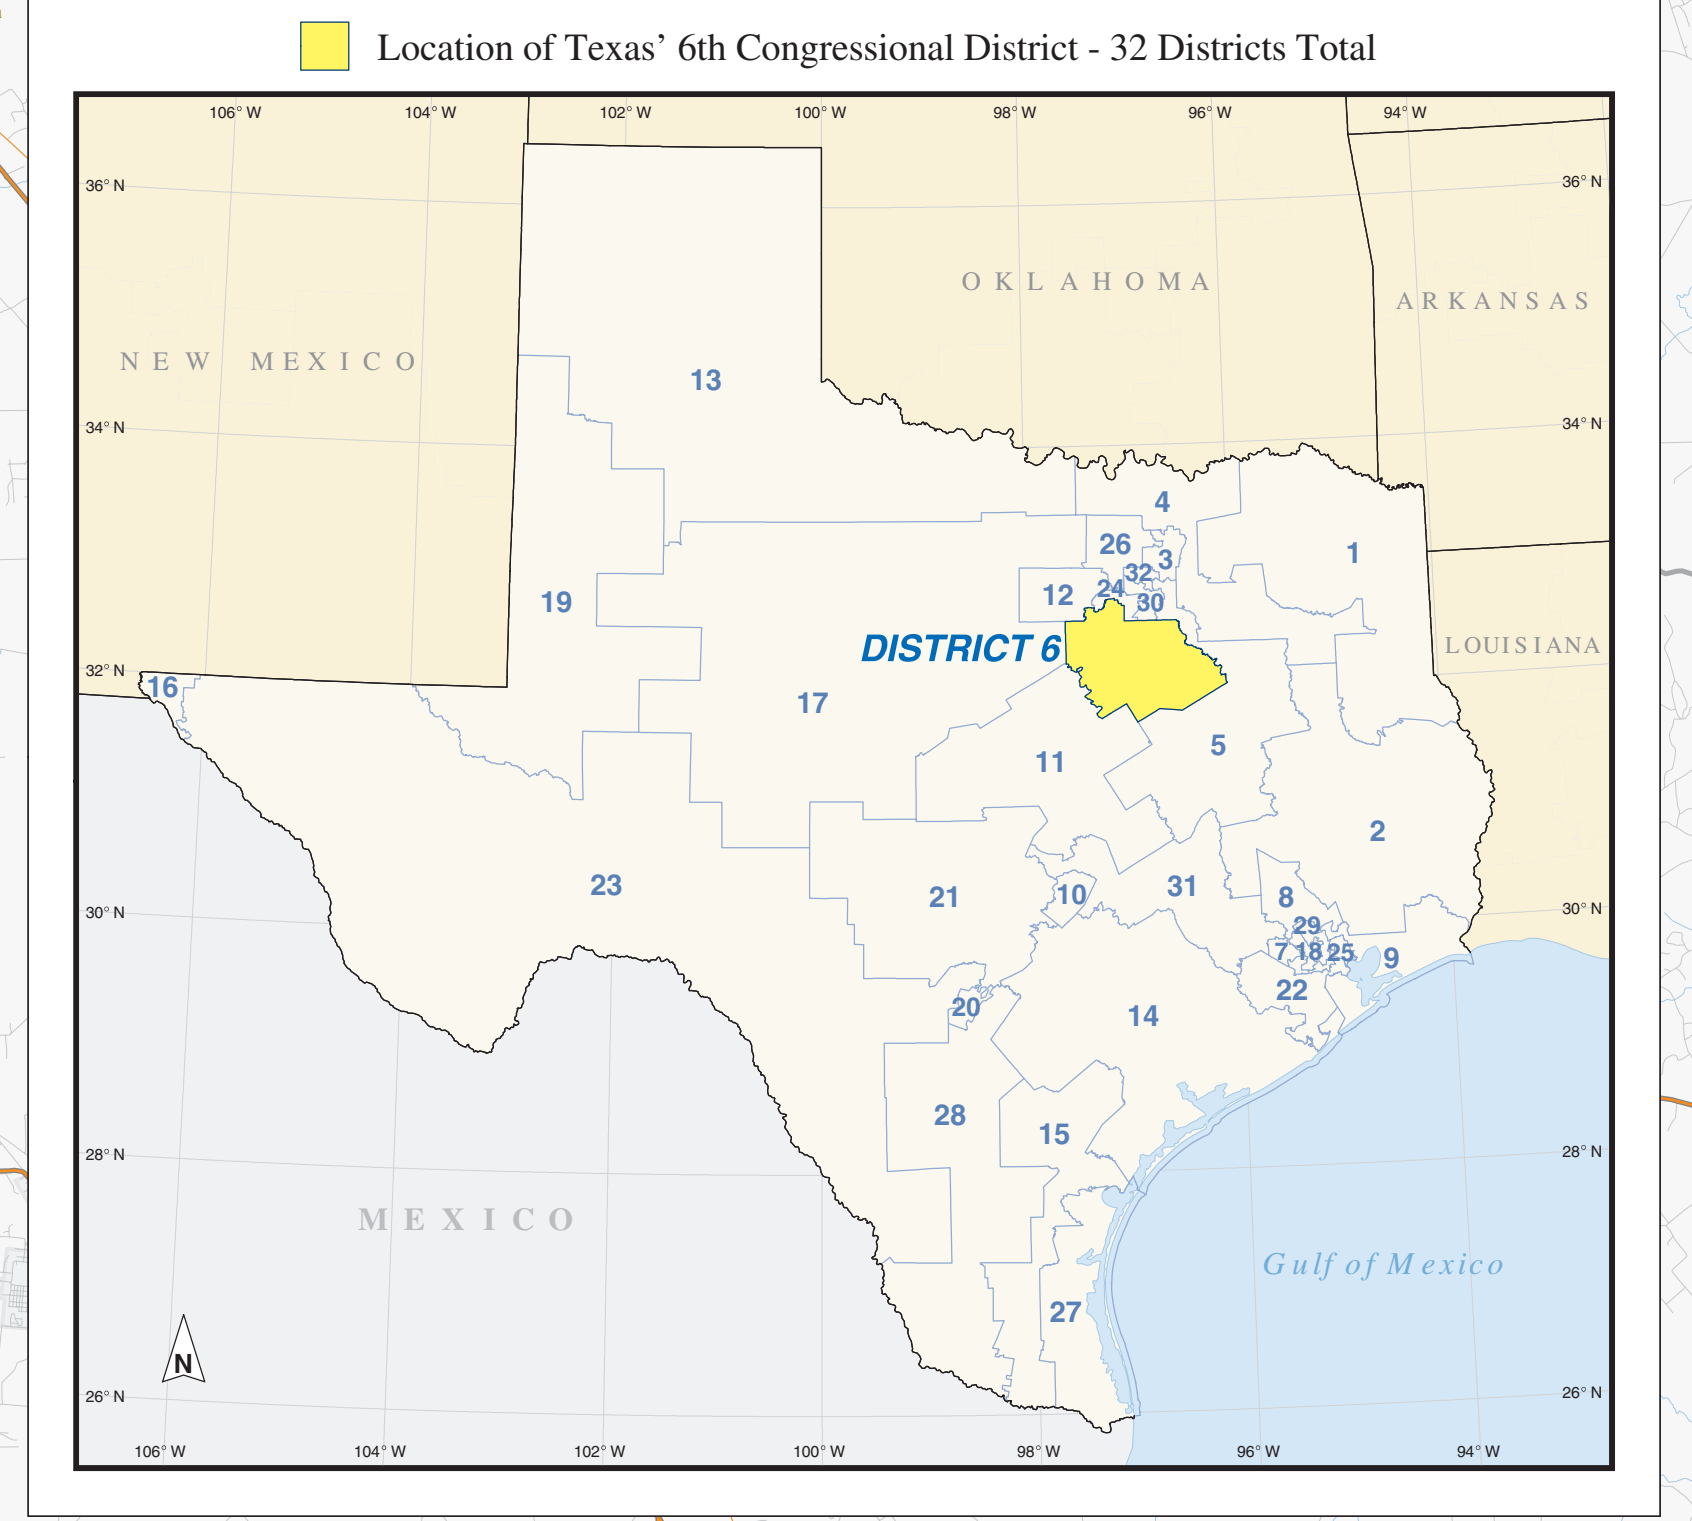 Location of Texas’ 6th Congressional District - 32 Districts Total
106° W 104° W 102° W 100° W 98° W 96° W 94° W
36° N 36° N
OKLAHOMA
ARKANSAS
NEW MEXICO
13
34° N 34° N
4
26
3
1
32
24
12
30
19
DISTRICT 6
LOUISIANA
32° N
16
17
5
11
2
23
21
10
31
8
30° N 30° N
29
7 18 25 9
22
20
14
28
15
28° N 28° N
MEXICO
Gulf of Mexico
27
N
26° N 26° N
106° W 104° W 102° W 100° W 98° W 96° W 94° W